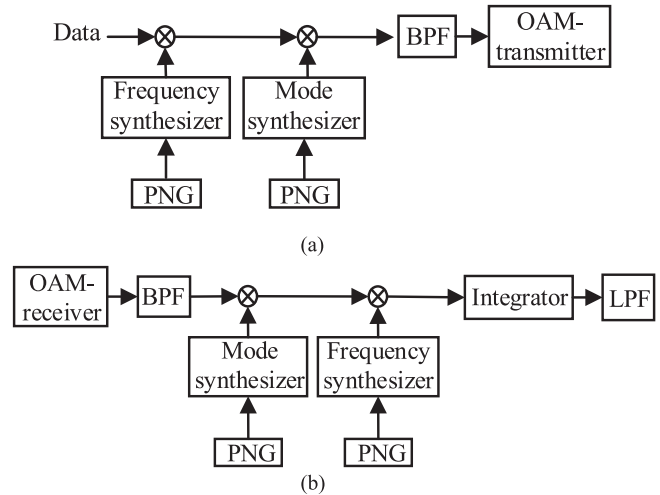 Data
BPF
OAM-
transmitter
Frequency
synthesizer
Mode
synthesizer
PNG
PNG
(a)
OAM-
receiver
BPF
Integrator
LPF
Mode
synthesizer
Frequency
synthesizer
PNG
PNG
(b)